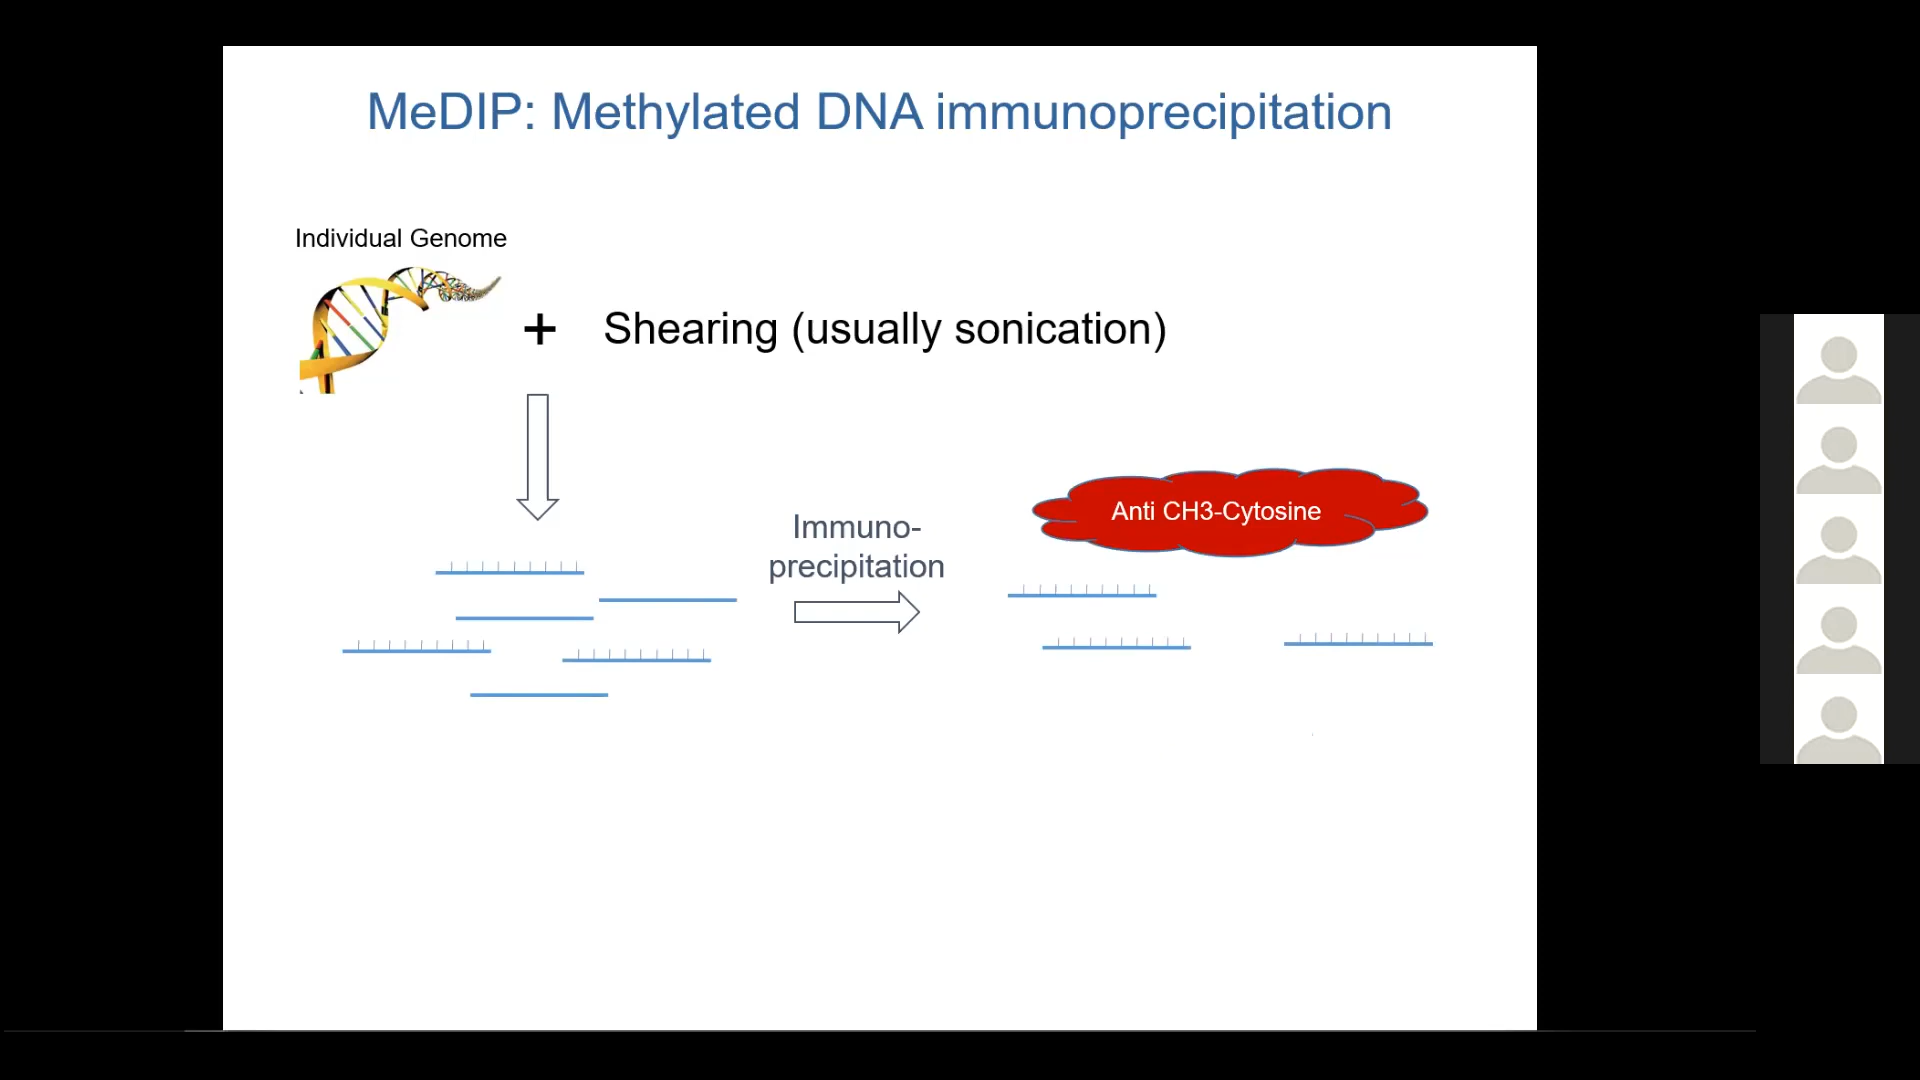 MeDIP: Methylated DNA immunoprecipitation
Individual Genome
+ Shearing (usually sonication)
Immuno-
precipitation
Anti CH3-Cytosine